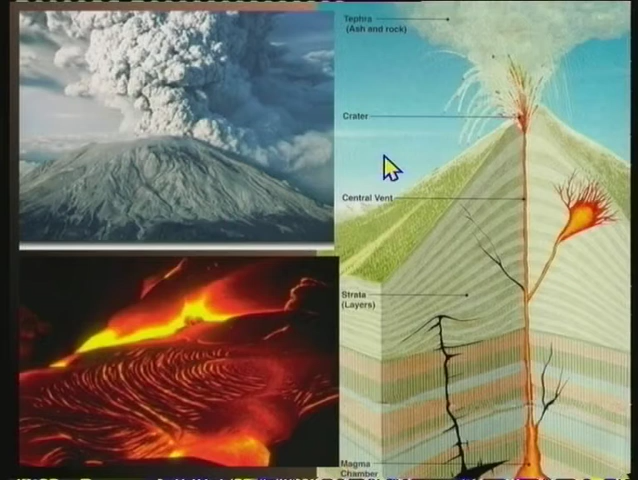 Tephra
(Ash and rock)
Crater
Central Vent
Strata
(Layers)
Magma
Chamber